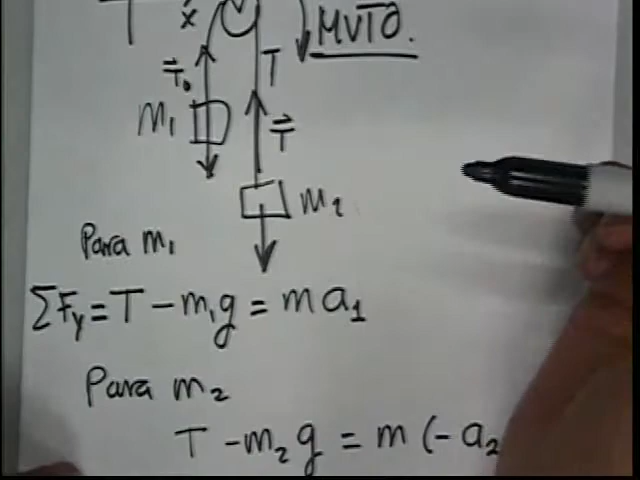 T
x
MVTO.
T₀
T
m₁
T
m₂
Para m₁
ΣFy = T - m₁g = ma₁
Para m₂
T - m₂g = m(-a₂